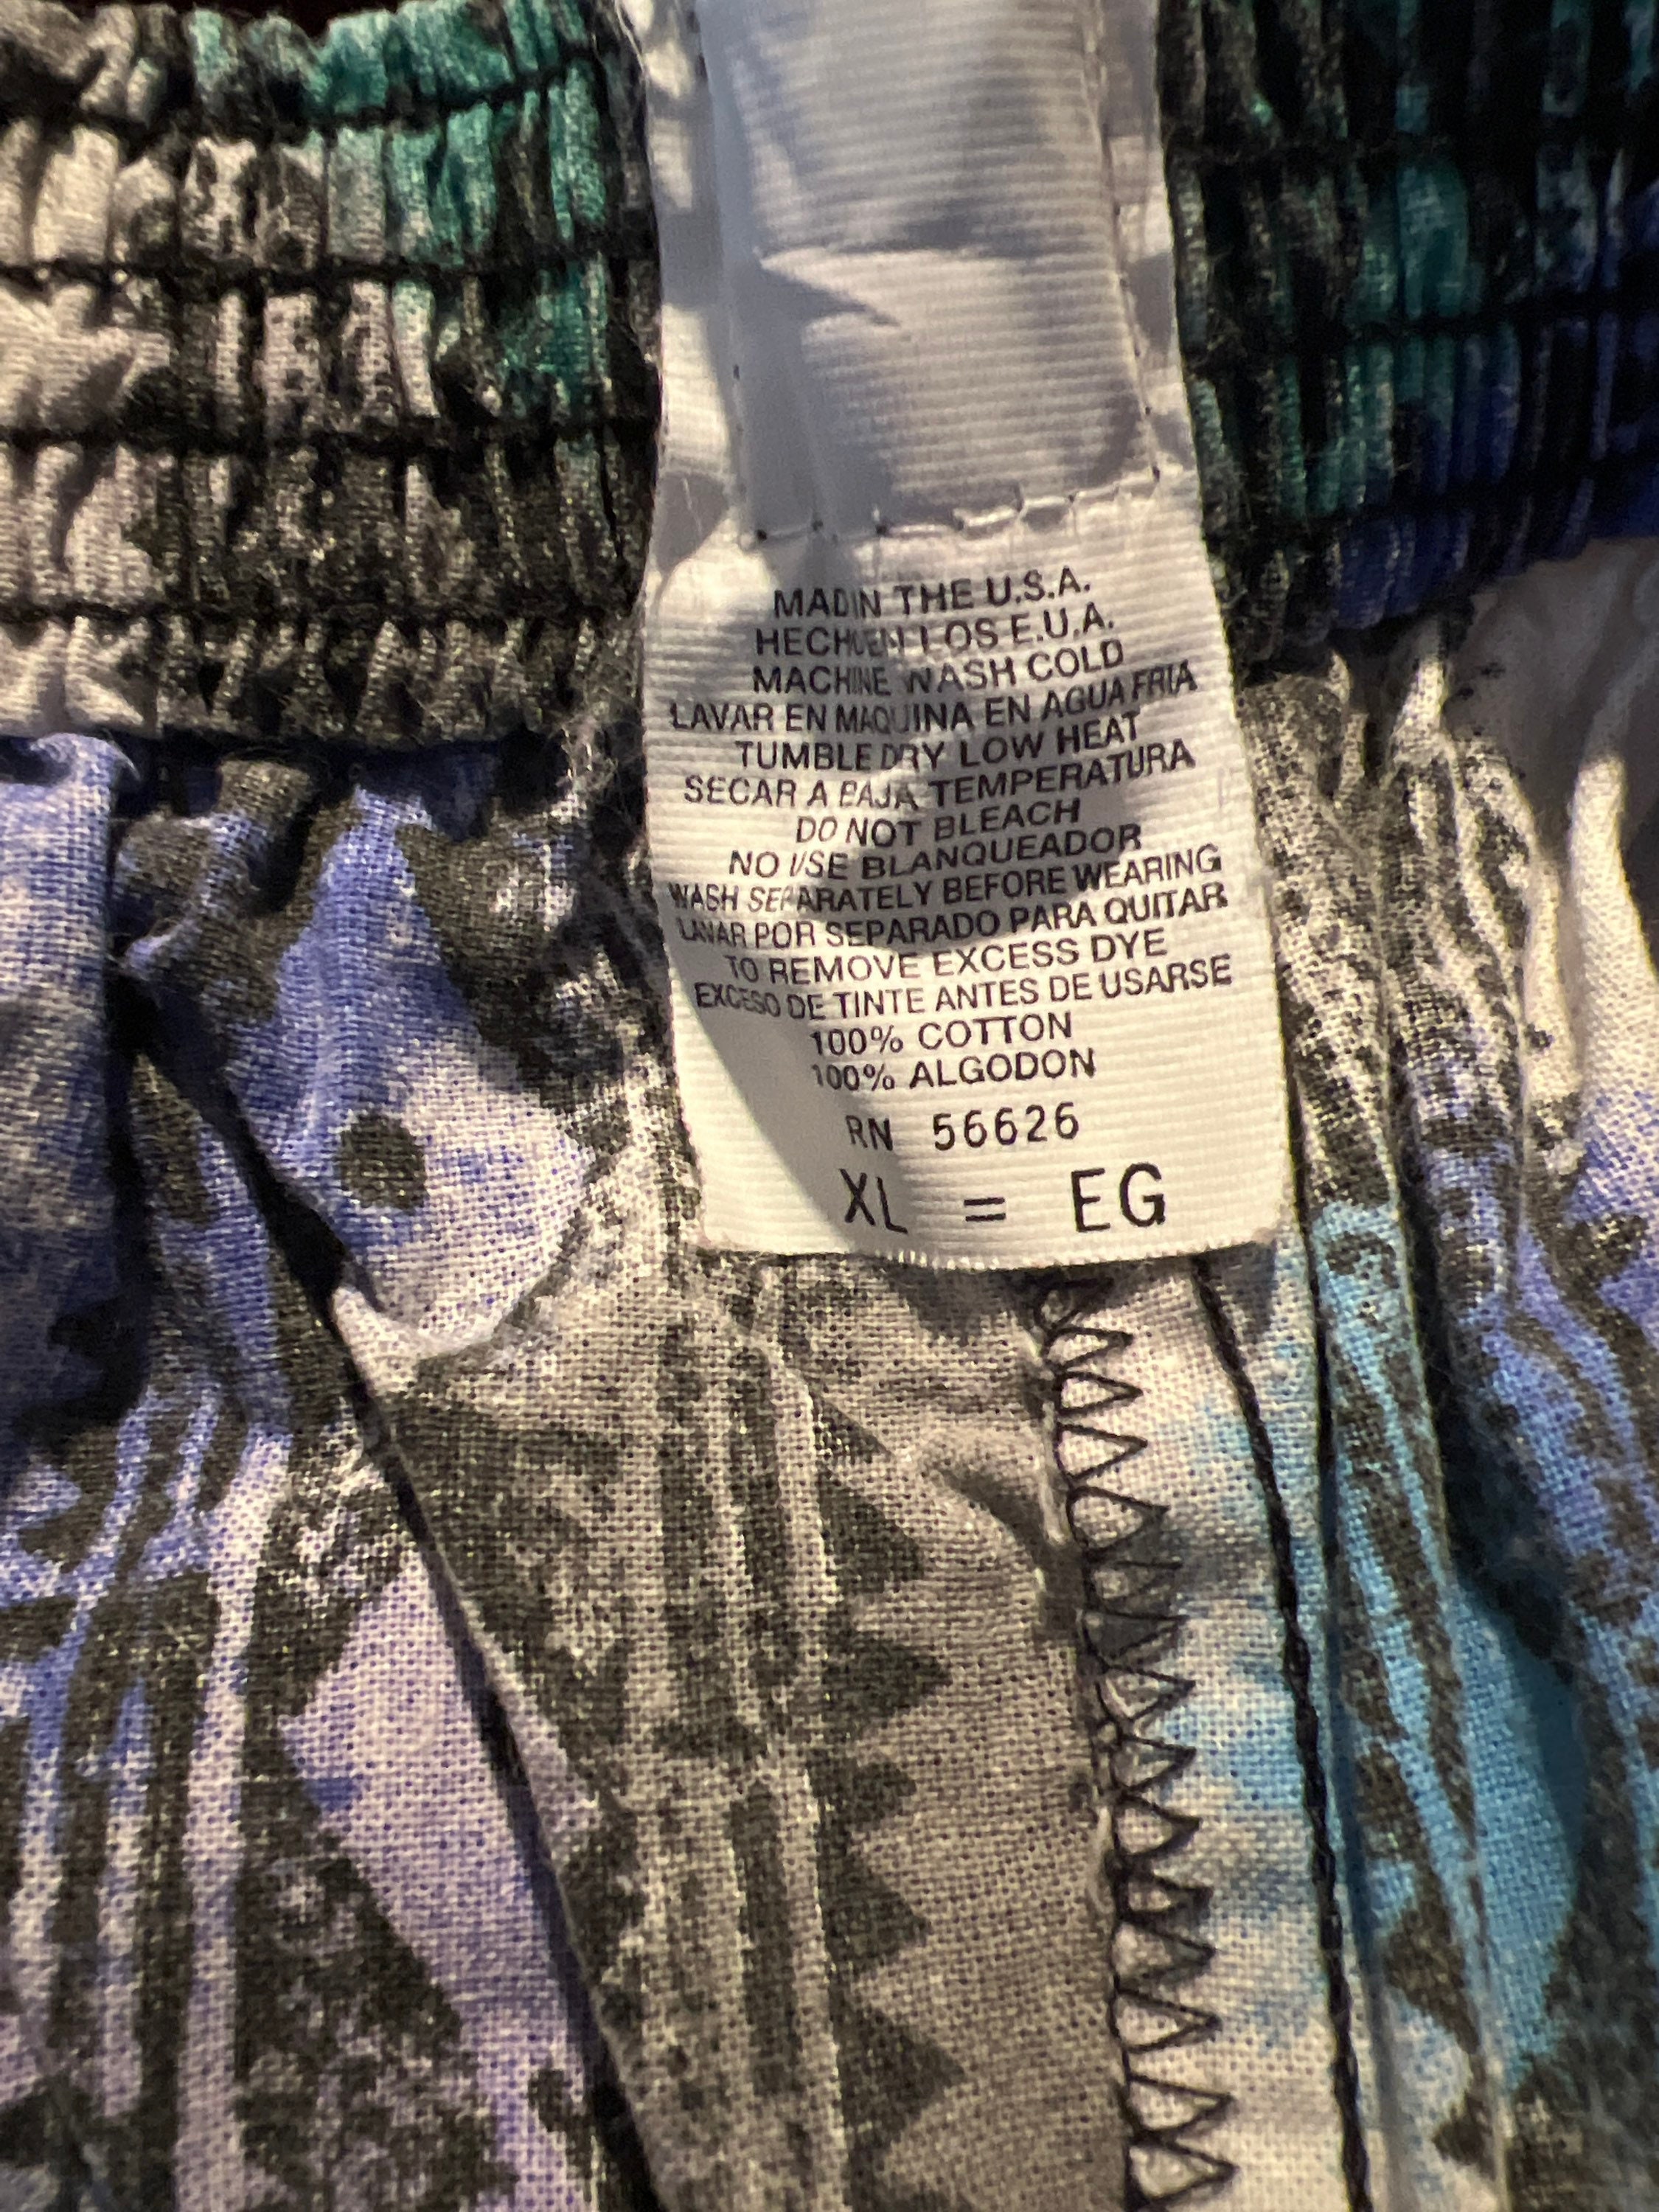 MADIN THE U.S.A.
HECHUEN LOS E.U.A.
MACHINE WASH COLD
LAVAR EN MAQUINA EN AGUA FRIA
TUMBLE DRY LOW HEAT
SECAR A BAJA TEMPERATURA
DO NOT BLEACH
NO USE BLANQUEADOR
WASH SEPARATELY BEFORE WEARING
LAVAR POR SEPARADO PARA QUITAR
TO REMOVE EXCESS DYE
EXCESO DE TINTE ANTES DE USARSE
100% COTTON
100% ALGODON
RN 56626
XL = EG